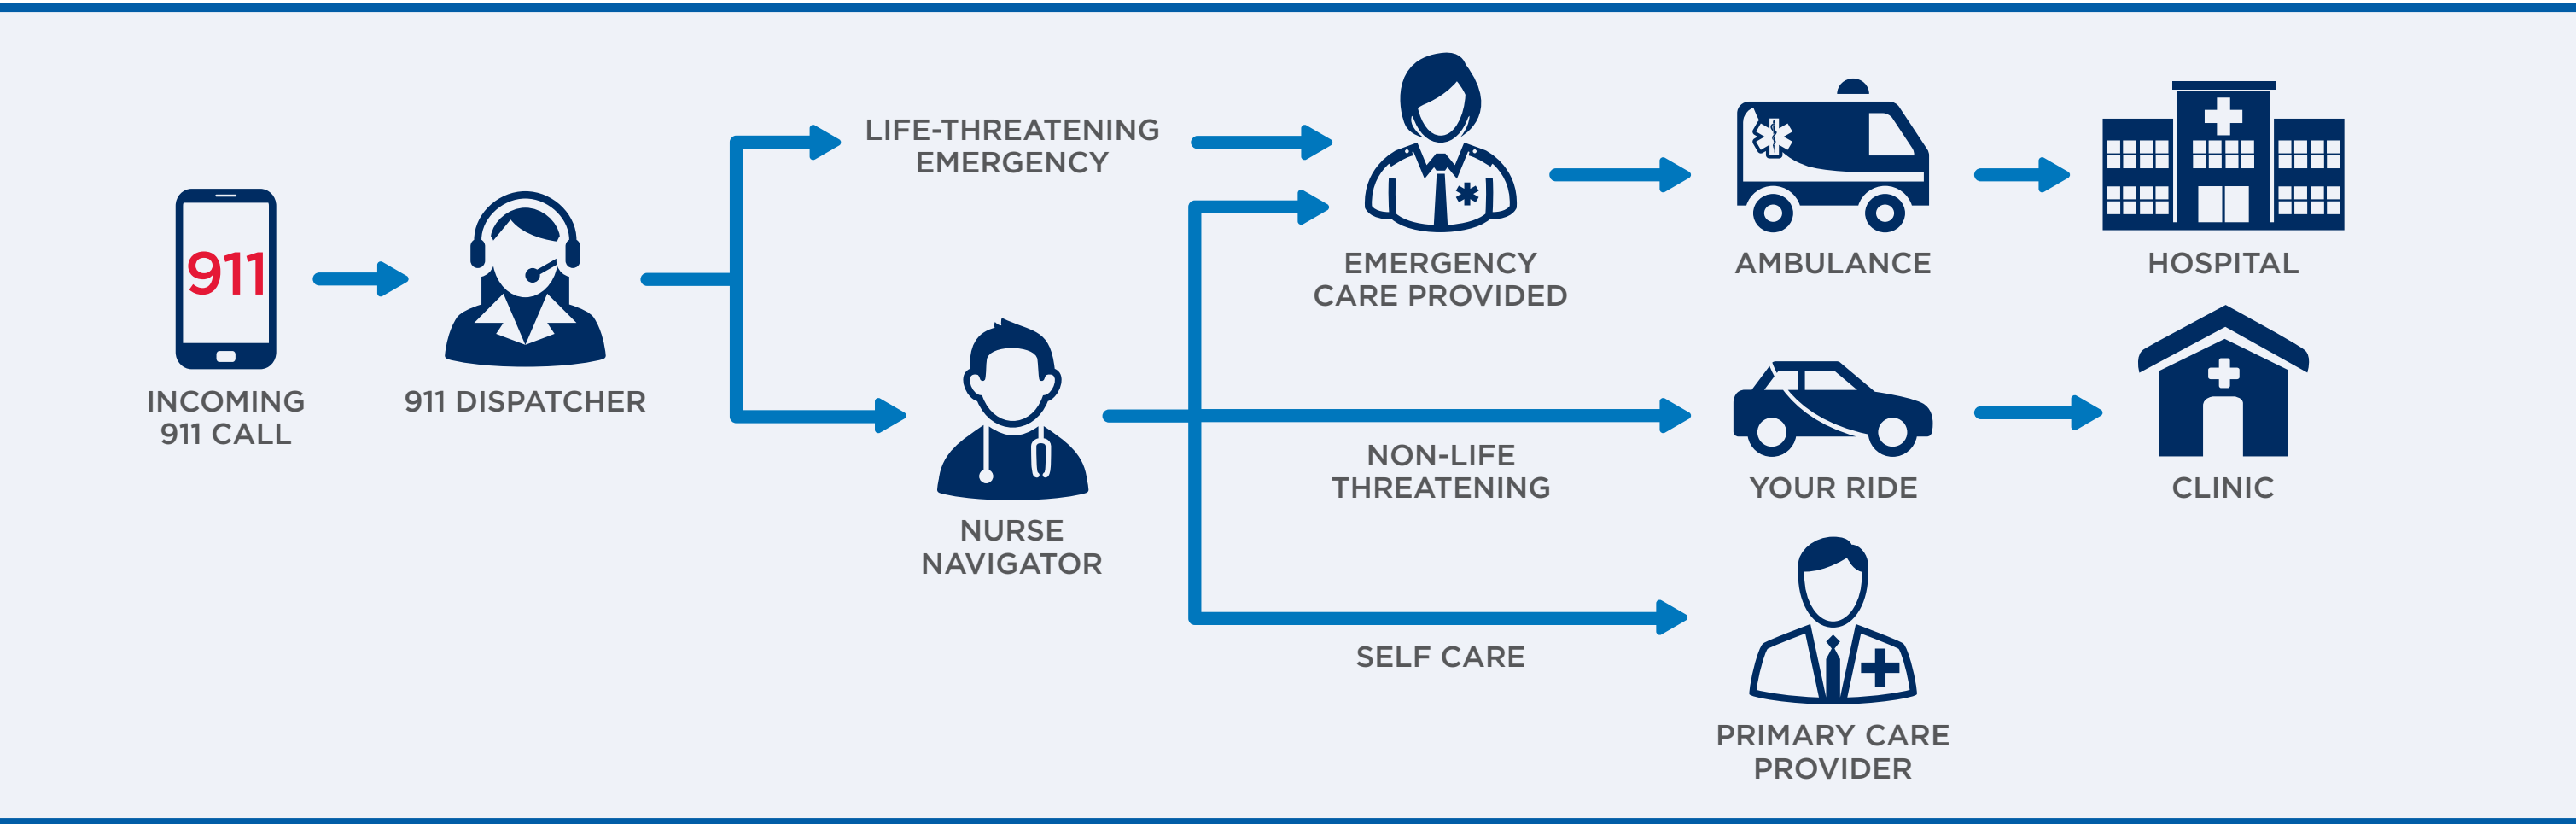 911
INCOMING
911 CALL
911 DISPATCHER
LIFE-THREATENING
EMERGENCY
NURSE
NAVIGATOR
EMERGENCY
CARE PROVIDED
AMBULANCE
HOSPITAL
NON-LIFE
THREATENING
YOUR RIDE
CLINIC
SELF CARE
PRIMARY CARE
PROVIDER